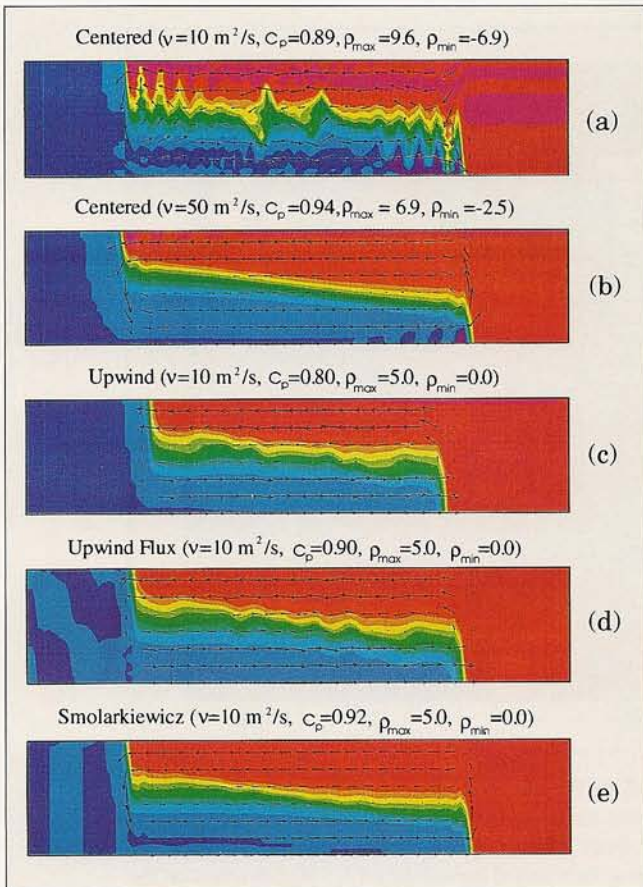 Centered (ν=10 m²/s, Cₚ=0.89, ρmax=9.6, ρmin=-6.9)
(a)
Centered (ν=50 m²/s, Cₚ=0.94, ρmax = 6.9, ρmin =-2.5)
(b)
Upwind (ν=10 m²/s, Cₚ=0.80, ρmax=5.0, ρmin=0.0)
(c)
Upwind Flux (ν=10 m²/s, Cₚ=0.90, ρmax=5.0, ρmin=0.0)
(d)
Smolarkiewicz (ν=10 m²/s, Cₚ=0.92, ρmax=5.0, ρmin=0.0)
(e)